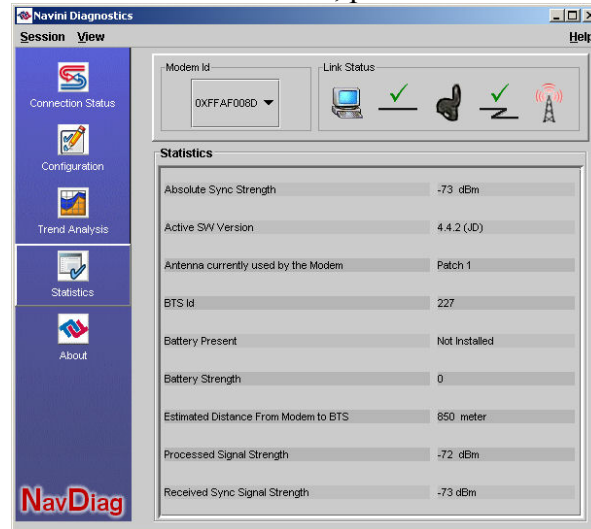 Navini Diagnostics
Session View Help
Modem Id
Link Status
0XFFAF008D
Connection Status
Configuration
Trend Analysis
Statistics
About
NavDiag
Statistics
Absolute Sync Strength -73 dBm
Active SW Version 4.4.2 (JD)
Antenna currently used by the Modem Patch 1
BTS Id 227
Battery Present Not Installed
Battery Strength 0
Estimated Distance From Modem to BTS 850 meter
Processed Signal Strength -72 dBm
Received Sync Signal Strength -73 dBm